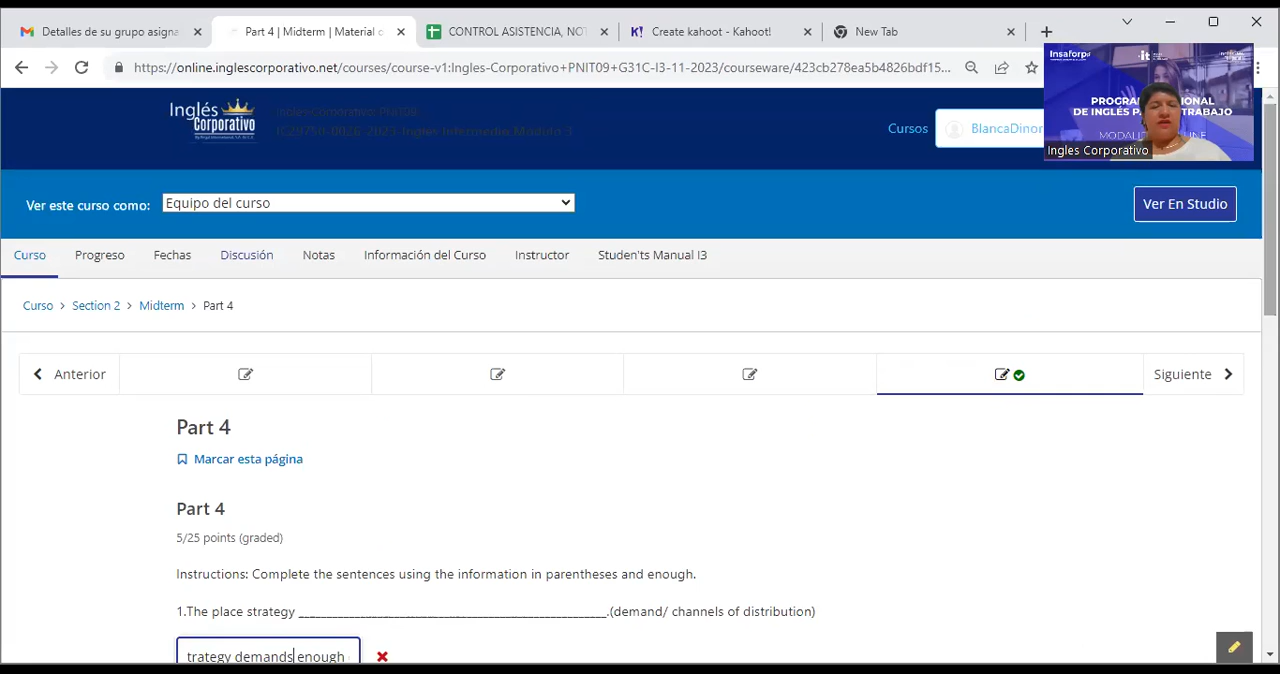 Detalles de su grupo asigna
Part 4 | Midterm | Material c
CONTROL ASISTENCIA, NOT
K! Create kahoot - Kahoot!
New Tab
https://online.inglescorporativo.net/courses/course-v1:Ingles-Corporativo+PNIT09+G31C-I3-11-2023/courseware/423cb278ea5b4826bdf15...
Insaforp
PROGRAMA NACIONAL
DE INGLÉS PARA EL TRABAJO
Ingles Corporativo
Inglés
Corporativo
Cursos
BlancaDinor
Ver este curso como:
Equipo del curso
Ver En Studio
Curso
Progreso
Fechas
Discusión
Notas
Información del Curso
Instructor
Studen'ts Manual I3
Curso > Section 2 > Midterm > Part 4
Anterior
Siguiente
Part 4
Marcar esta página
Part 4
5/25 points (graded)
Instructions: Complete the sentences using the information in parentheses and enough.
1.The place strategy ____________________________________________.(demand/ channels of distribution)
trategy demands enough